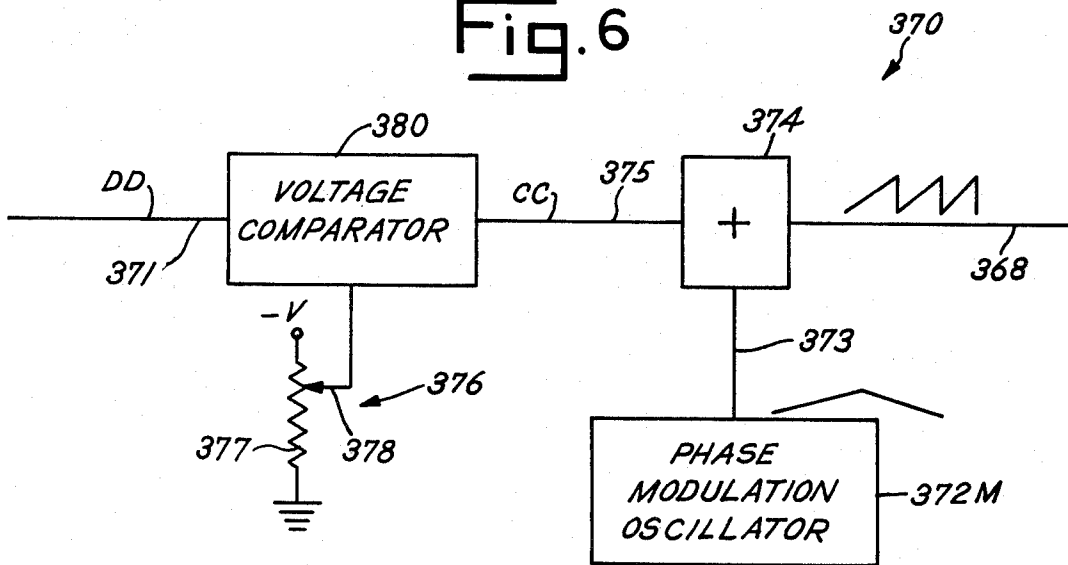 Fig. 6
370
380
374
DD
VOLTAGE
COMPARATOR
CC
375
+
371
368
-V
373
376
377
378
PHASE
MODULATION
OSCILLATOR
372M